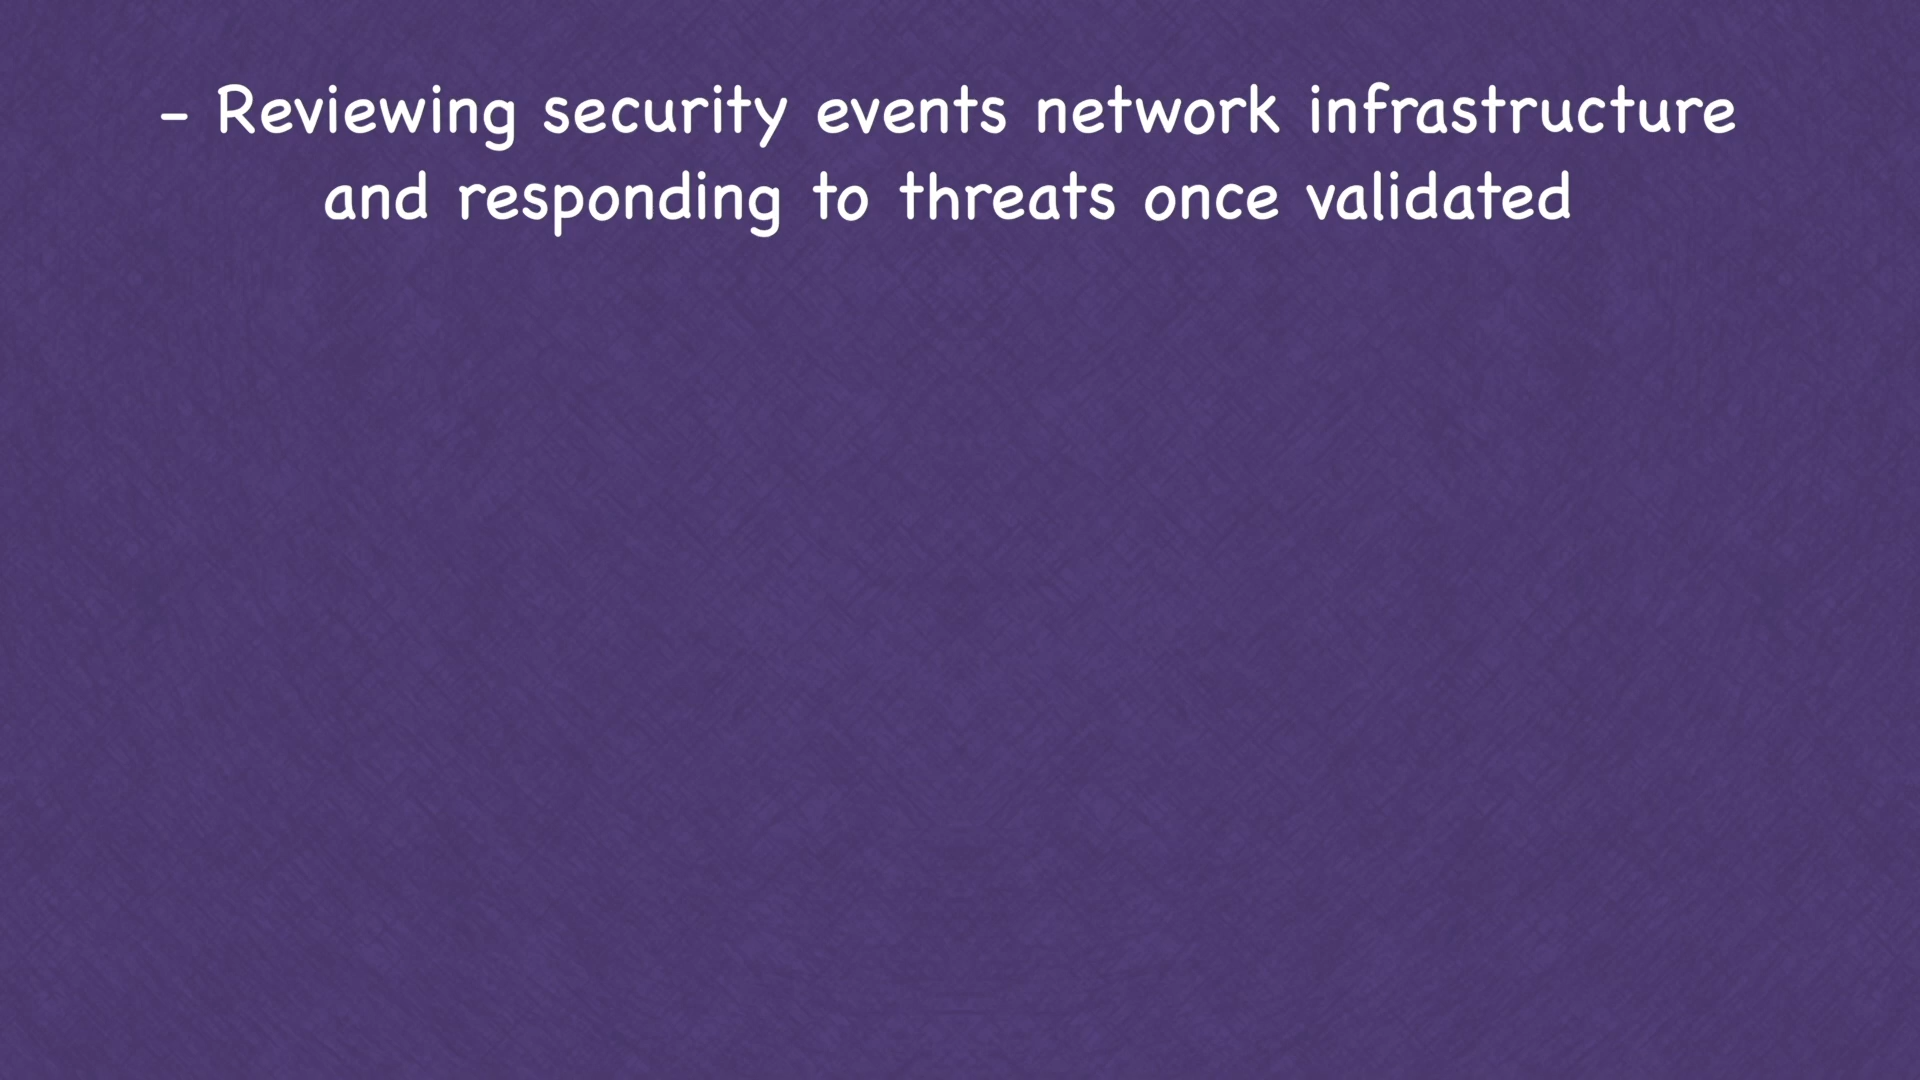 - Reviewing security events network infrastructure
and responding to threats once validated